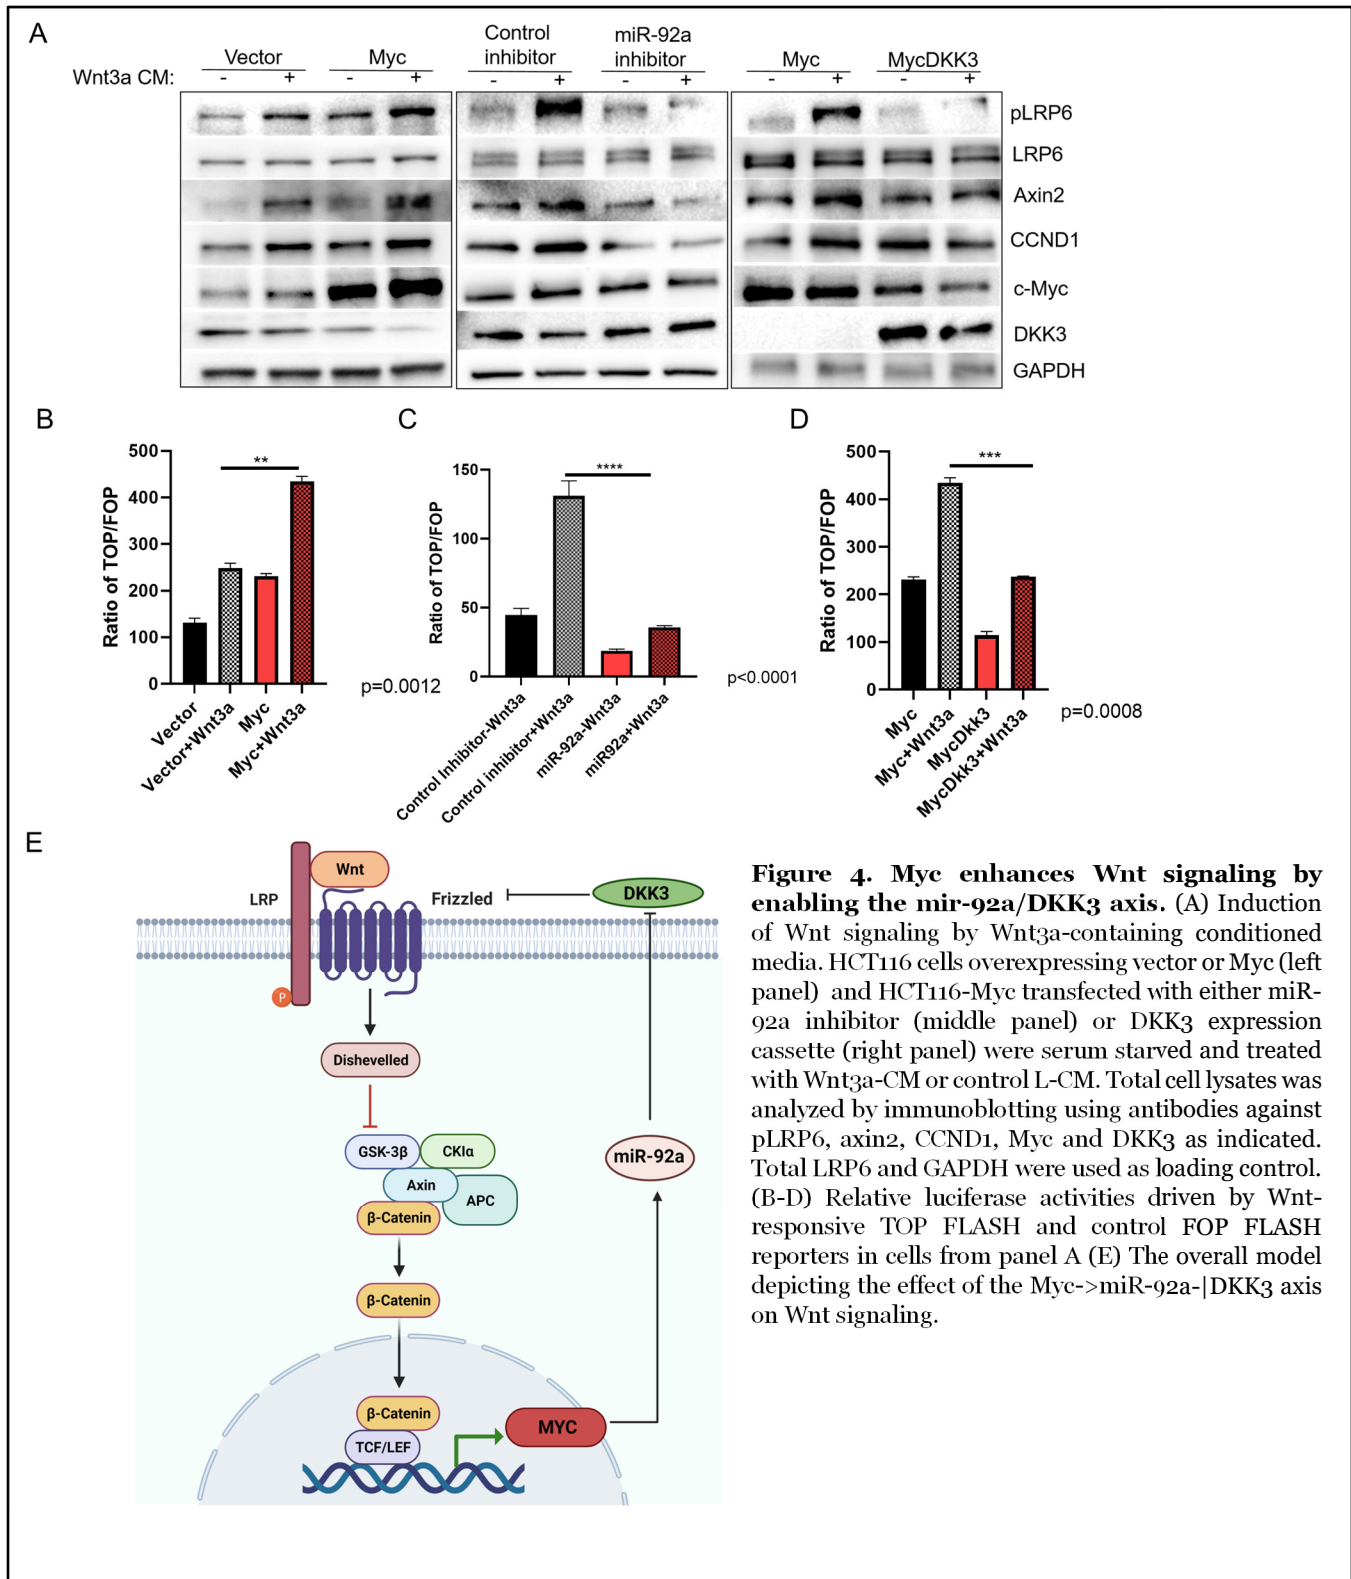 A
Vector
Myc
Control
inhibitor
miR-92a
inhibitor
Myc
MycDKK3
Wnt3a CM:
- + - +
- + - +
- + - +
pLRP6
LRP6
Axin2
CCND1
c-Myc
DKK3
GAPDH
B
Ratio of TOP/FOP
500
400
300
200
100
0
**
Vector
Vector+Wnt3a
Myc
Myc+Wnt3a
p=0.0012
C
Ratio of TOP/FOP
150
100
50
0
****
Control Inhibitor-Wnt3a
Control inhibitor+Wnt3a
miR-92a-Wnt3a
miR92a+Wnt3a
p<0.0001
D
Ratio of TOP/FOP
500
400
300
200
100
0
***
Myc
Myc+Wnt3a
MycDkk3
MycDkk3+Wnt3a
p=0.0008
E
Wnt
LRP
Frizzled
DKK3
P
Dishevelled
GSK-3β
CKIα
Axin
APC
β-Catenin
miR-92a
β-Catenin
β-Catenin
TCF/LEF
MYC
Figure 4. Myc enhances Wnt signaling by
enabling the mir-92a/DKK3 axis. (A) Induction
of Wnt signaling by Wnt3a-containing conditioned
media. HCT116 cells overexpressing vector or Myc (left
panel) and HCT116-Myc transfected with either miR-
92a inhibitor (middle panel) or DKK3 expression
cassette (right panel) were serum starved and treated
with Wnt3a-CM or control L-CM. Total cell lysates was
analyzed by immunoblotting using antibodies against
pLRP6, axin2, CCND1, Myc and DKK3 as indicated.
Total LRP6 and GAPDH were used as loading control.
(B-D) Relative luciferase activities driven by Wnt-
responsive TOP FLASH and control FOP FLASH
reporters in cells from panel A (E) The overall model
depicting the effect of the Myc->miR-92a-|DKK3 axis
on Wnt signaling.